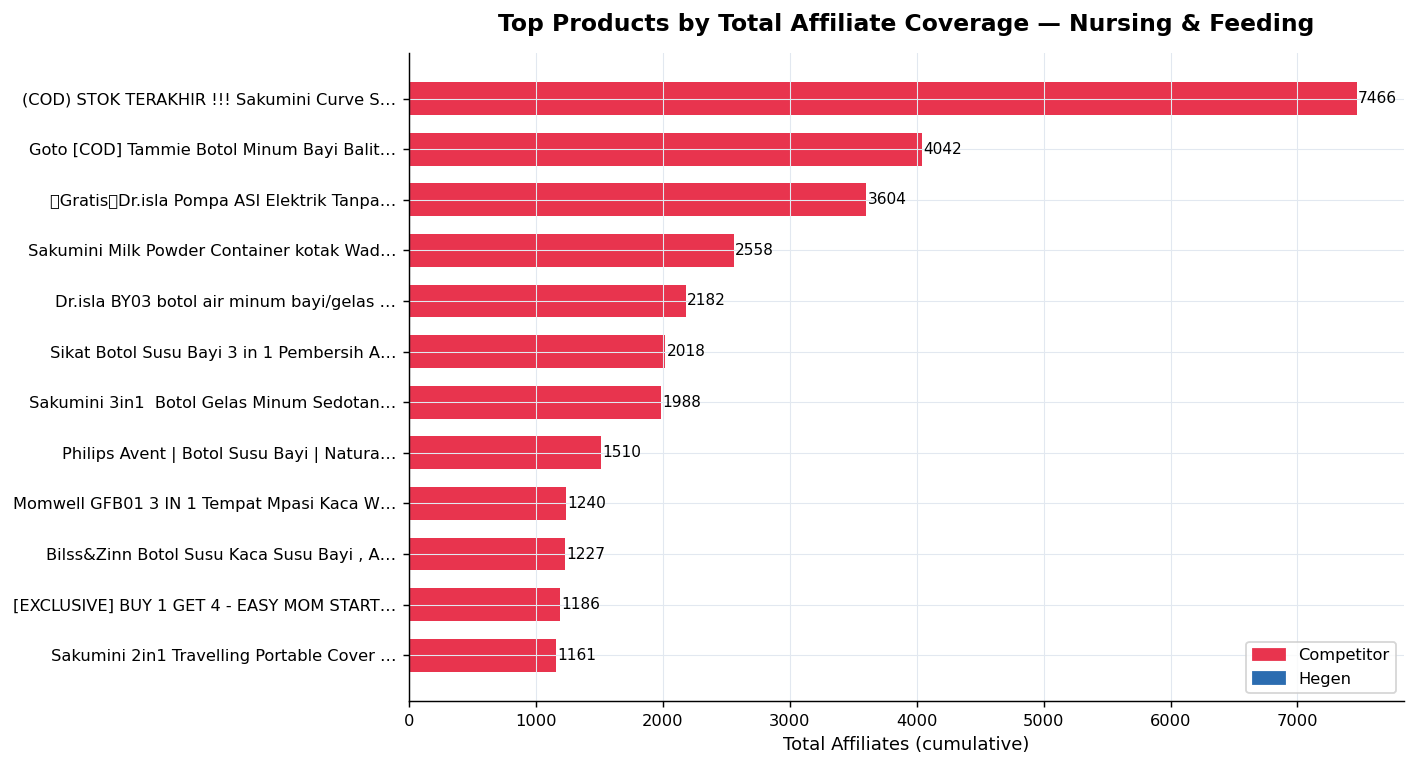 Top Products by Total Affiliate Coverage — Nursing & Feeding
(COD) STOK TERAKHIR !!! Sakumini Curve S… 7466
Goto [COD] Tammie Botol Minum Bayi Balit… 4042
▯Gratis▯Dr.isla Pompa ASI Elektrik Tanpa… 3604
Sakumini Milk Powder Container kotak Wad… 2558
Dr.isla BY03 botol air minum bayi/gelas … 2182
Sikat Botol Susu Bayi 3 in 1 Pembersih A… 2018
Sakumini 3in1  Botol Gelas Minum Sedotan… 1988
Philips Avent | Botol Susu Bayi | Natura… 1510
Momwell GFB01 3 IN 1 Tempat Mpasi Kaca W… 1240
Bilss&Zinn Botol Susu Kaca Susu Bayi , A… 1227
[EXCLUSIVE] BUY 1 GET 4 - EASY MOM START… 1186
Sakumini 2in1 Travelling Portable Cover … 1161
Competitor
Hegen
0 1000 2000 3000 4000 5000 6000 7000
Total Affiliates (cumulative)